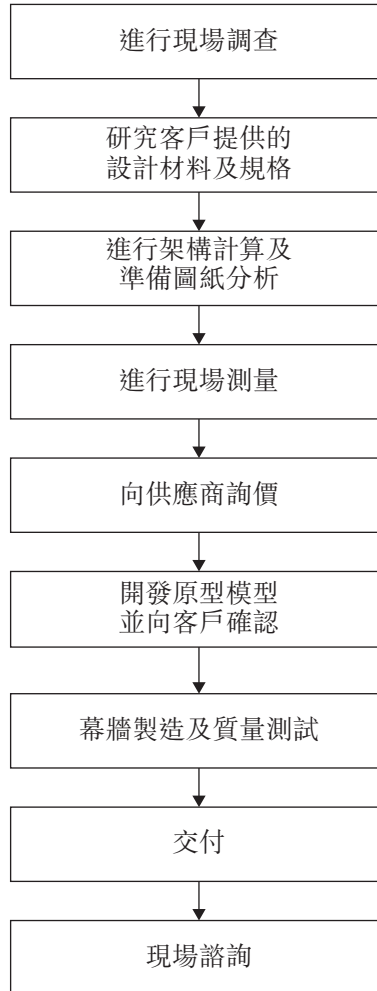 進行現場調查
研究客戶提供的
設計材料及規格
進行架構計算及
準備圖紙分析
進行現場測量
向供應商詢價
開發原型模型
並向客戶確認
幕牆製造及質量測試
交付
現場諮詢